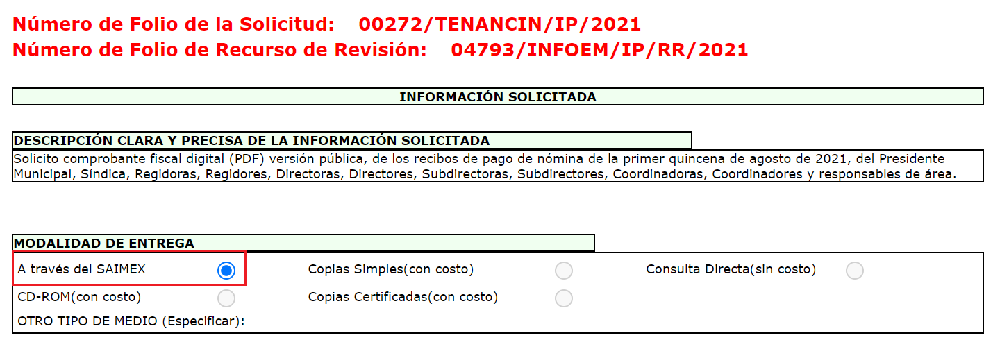 Número de Folio de la Solicitud: 00272/TENANCIN/IP/2021
Número de Folio de Recurso de Revisión: 04793/INFOEM/IP/RR/2021
INFORMACIÓN SOLICITADA
DESCRIPCIÓN CLARA Y PRECISA DE LA INFORMACIÓN SOLICITADA
Solicito comprobante fiscal digital (PDF) versión pública, de los recibos de pago de nómina de la primer quincena de agosto de 2021, del Presidente
Municipal, Síndica, Regidoras, Regidores, Directoras, Directores, Subdirectoras, Subdirectores, Coordinadoras, Coordinadores y responsables de área.
MODALIDAD DE ENTREGA
A través del SAIMEX Copias Simples(con costo) Consulta Directa(sin costo)
CD-ROM(con costo) Copias Certificadas(con costo)
OTRO TIPO DE MEDIO (Especificar):